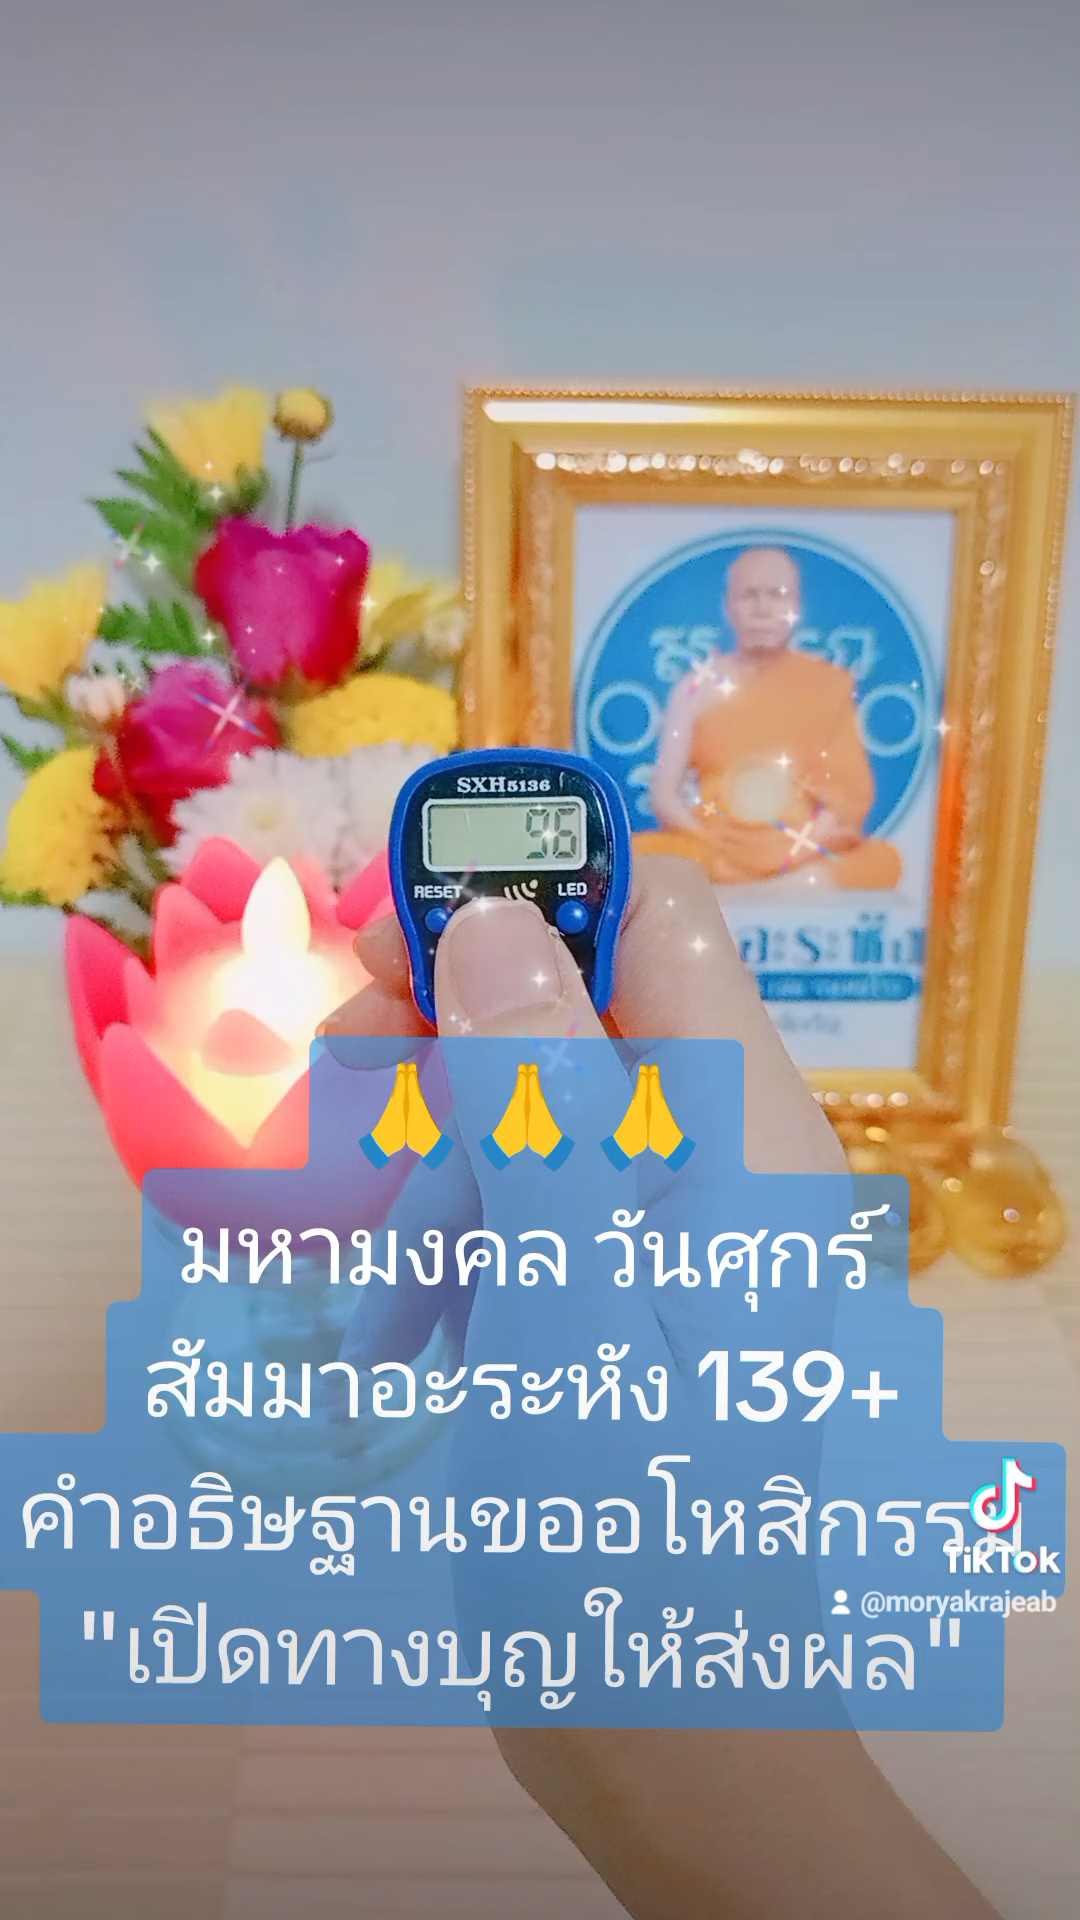 SXH5136
96
RESET
LED
มหามงคล วันศุกร์
สัมมาอะระหัง 139+
คำอธิษฐานขออโหสิกรรม
"เปิดทางบุญให้ส่งผล"
TikTok
@moryakrajeab